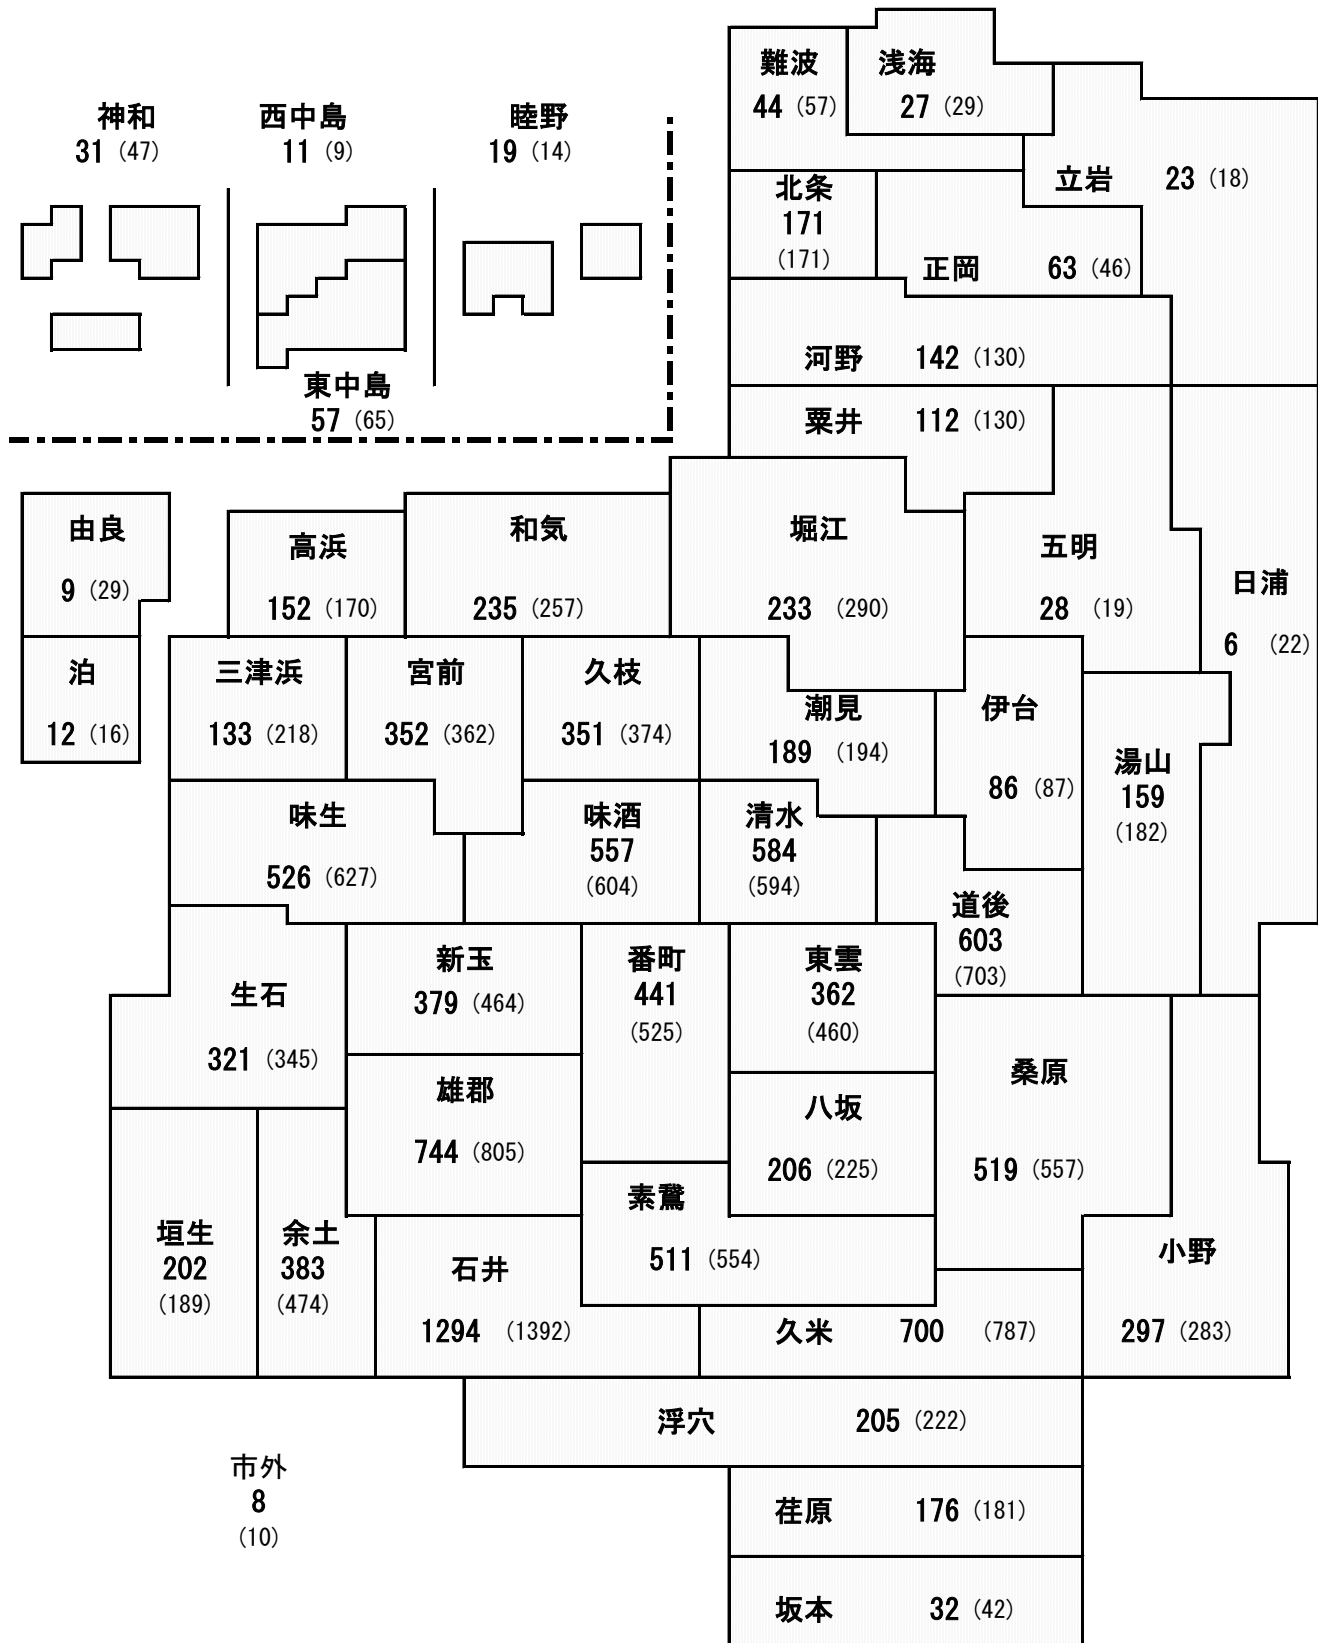 難波
44（57）
浅海
27（29）
神和
31（47）
西中島
11（9）
睦野
19（14）
立岩 23（18）
北条
171
（171）
正岡 63（46）
河野 142（130）
東中島
57（65）
粟井 112（130）
由良
9（29）
高浜
152（170）
和気
235（257）
堀江
233（290）
五明
28（19）
日浦
6（22）
泊
12（16）
三津浜
133（218）
宮前
352（362）
久枝
351（374）
潮見
189（194）
伊台
86（87）
湯山
159
（182）
味生
526（627）
味酒
557
（604）
清水
584
（594）
道後
603
（703）
生石
321（345）
新玉
379（464）
番町
441
（525）
東雲
362
（460）
桑原
519（557）
雄郡
744（805）
八坂
206（225）
素鵞
511（554）
垣生
202
（189）
余土
383
（474）
石井
1294（1392）
久米 700（787）
小野
297（283）
浮穴 205（222）
市外
8
（10）
荏原 176（181）
坂本 32（42）